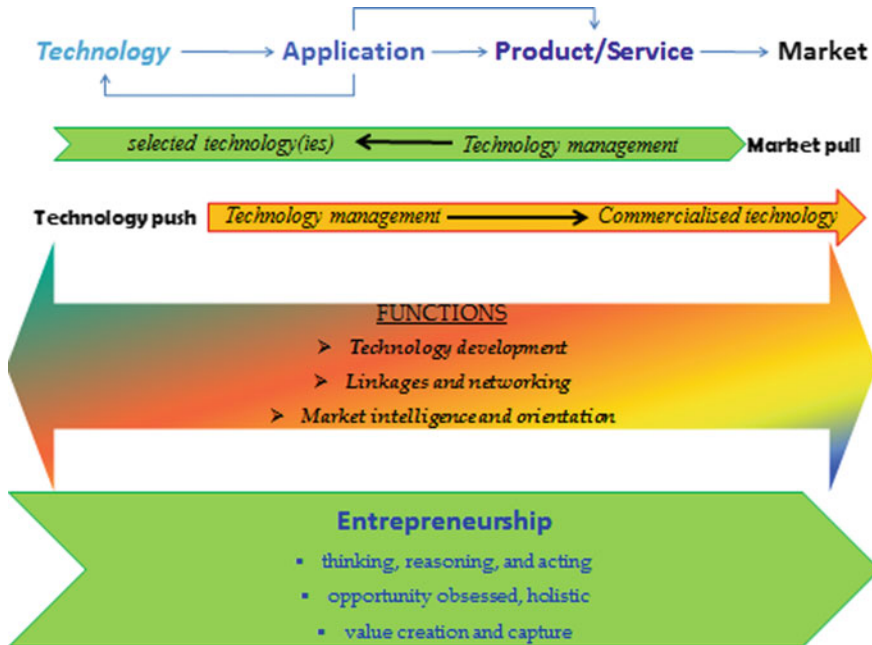 Technology Application Product/Service Market
selected technology(ies) Technology management Market pull
Technology push Technology management Commercialised technology
FUNCTIONS
➢ Technology development
➢ Linkages and networking
➢ Market intelligence and orientation
Entrepreneurship
▪ thinking, reasoning, and acting
▪ opportunity obsessed, holistic
▪ value creation and capture